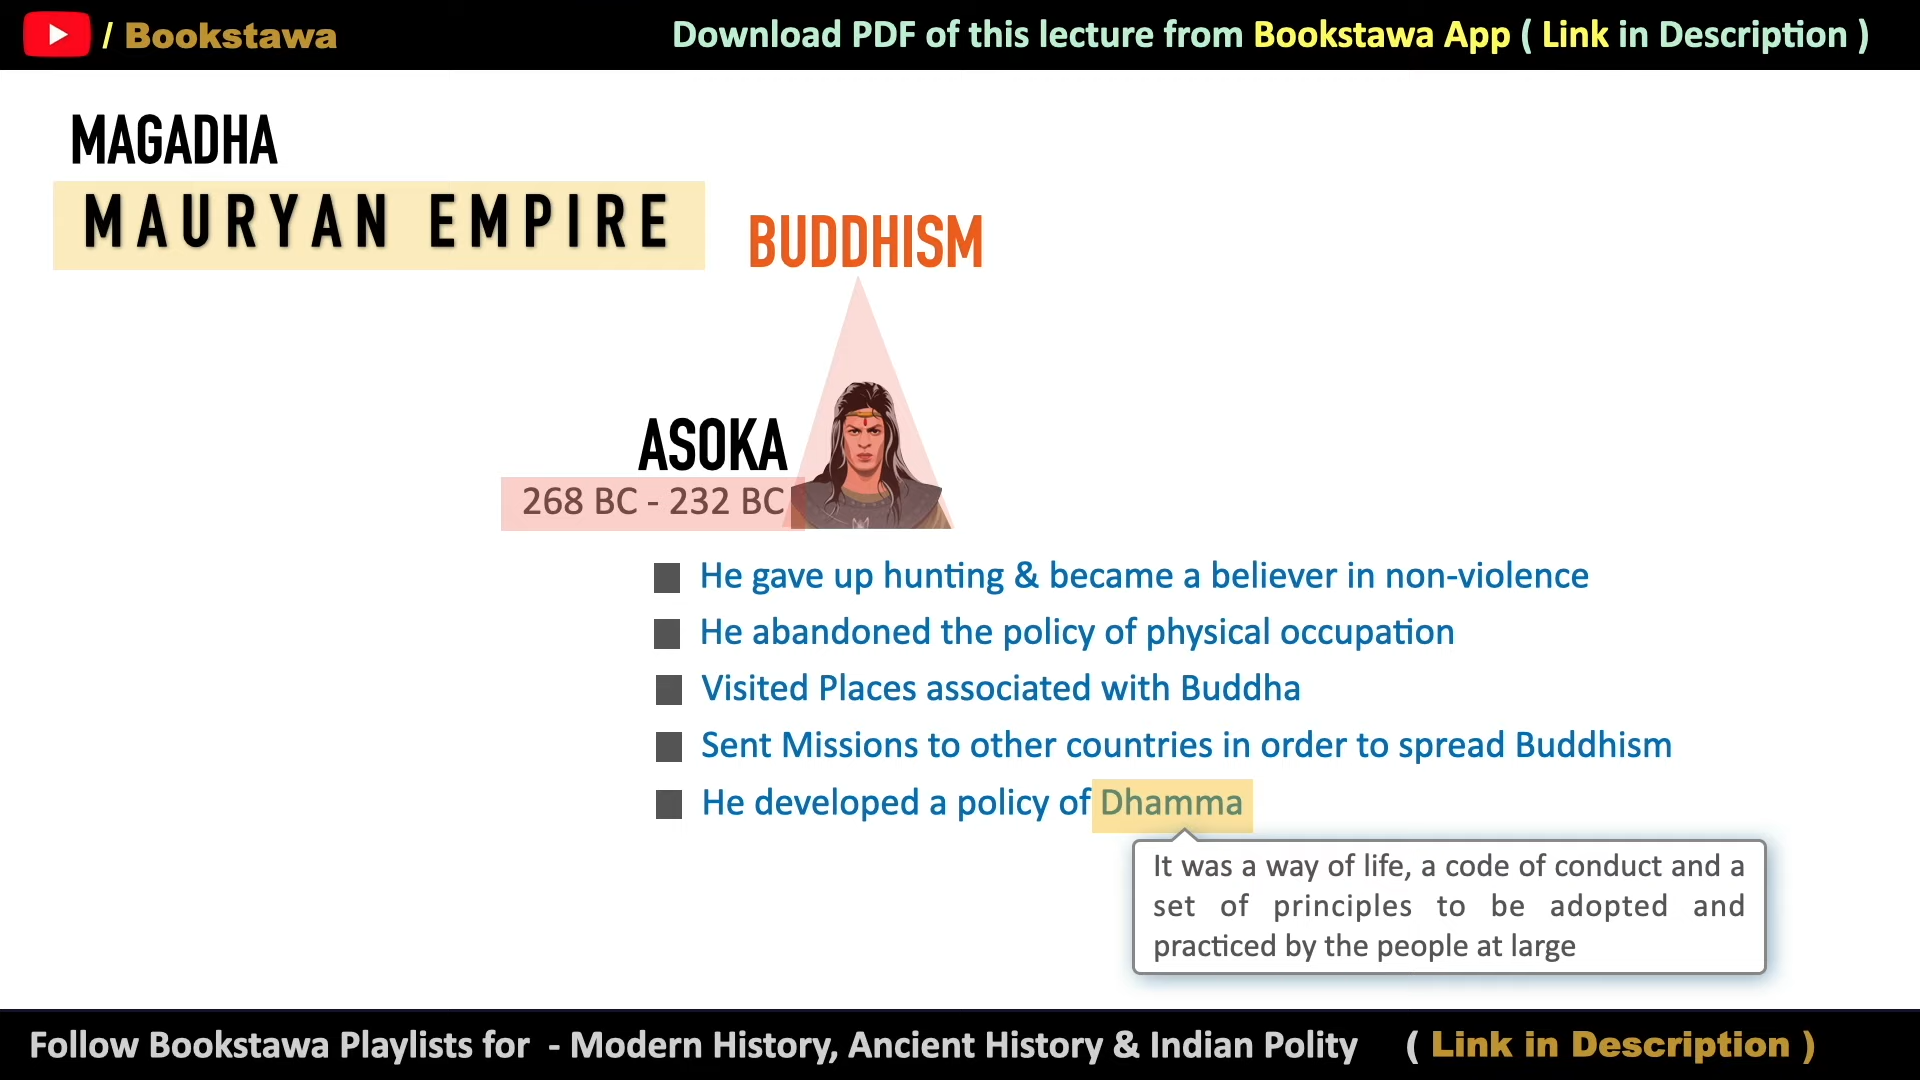 / Bookstawa
Download PDF of this lecture from Bookstawa App ( Link in Description )
MAGADHA
MAURYAN EMPIRE
BUDDHISM
ASOKA
268 BC - 232 BC
He gave up hunting & became a believer in non-violence
He abandoned the policy of physical occupation
Visited Places associated with Buddha
Sent Missions to other countries in order to spread Buddhism
He developed a policy of Dhamma
It was a way of life, a code of conduct and a
set of principles to be adopted and
practiced by the people at large
Follow Bookstawa Playlists for - Modern History, Ancient History & Indian Polity ( Link in Description )